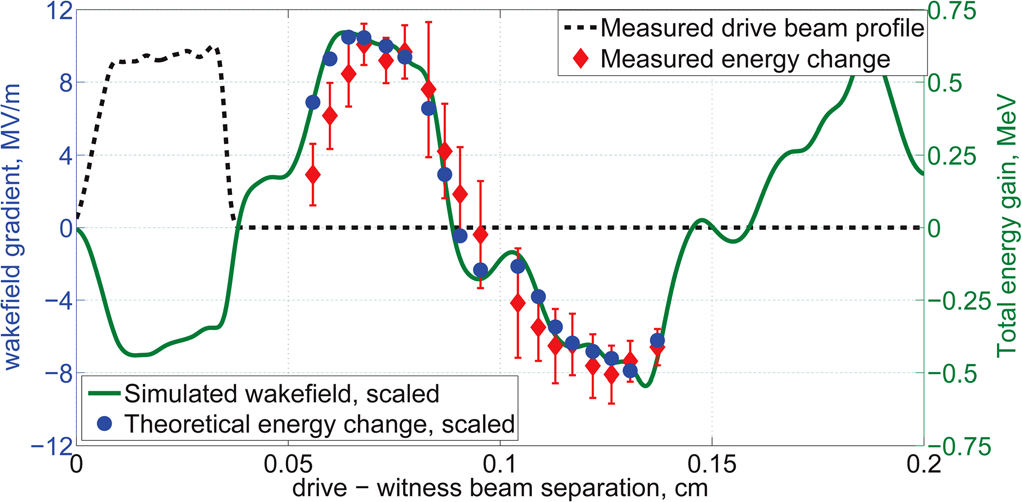 12
8
4
0
−4
−8
−12
wakefield gradient, MV/m
0.75
0.5
0.25
0
−0.25
−0.5
−0.75
Total energy gain, MeV
Measured drive beam profile
Measured energy change
Simulated wakefield, scaled
Theoretical energy change, scaled
0
0.05
0.1
0.15
0.2
drive − witness beam separation, cm